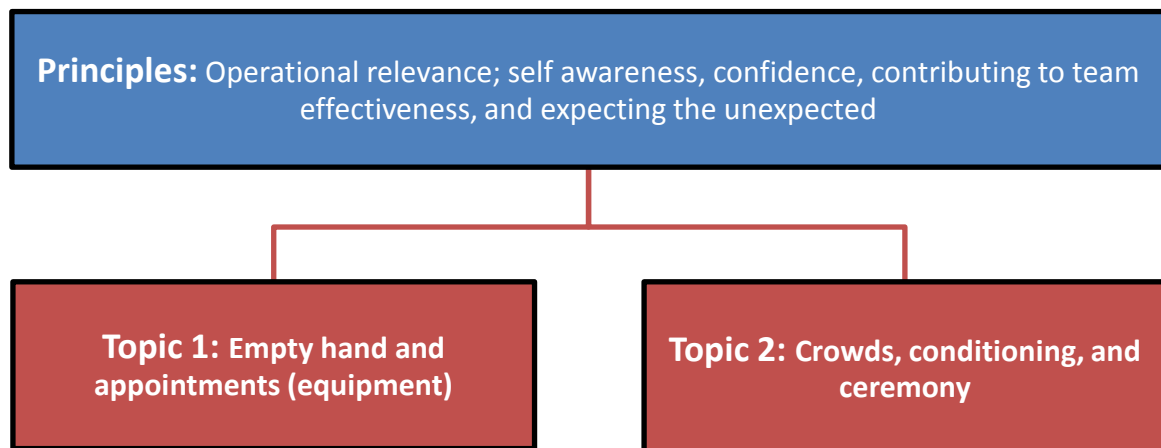 Principles: Operational relevance; self awareness, confidence, contributing to team
effectiveness, and expecting the unexpected
Topic 1: Empty hand and
appointments (equipment)
Topic 2: Crowds, conditioning, and
ceremony